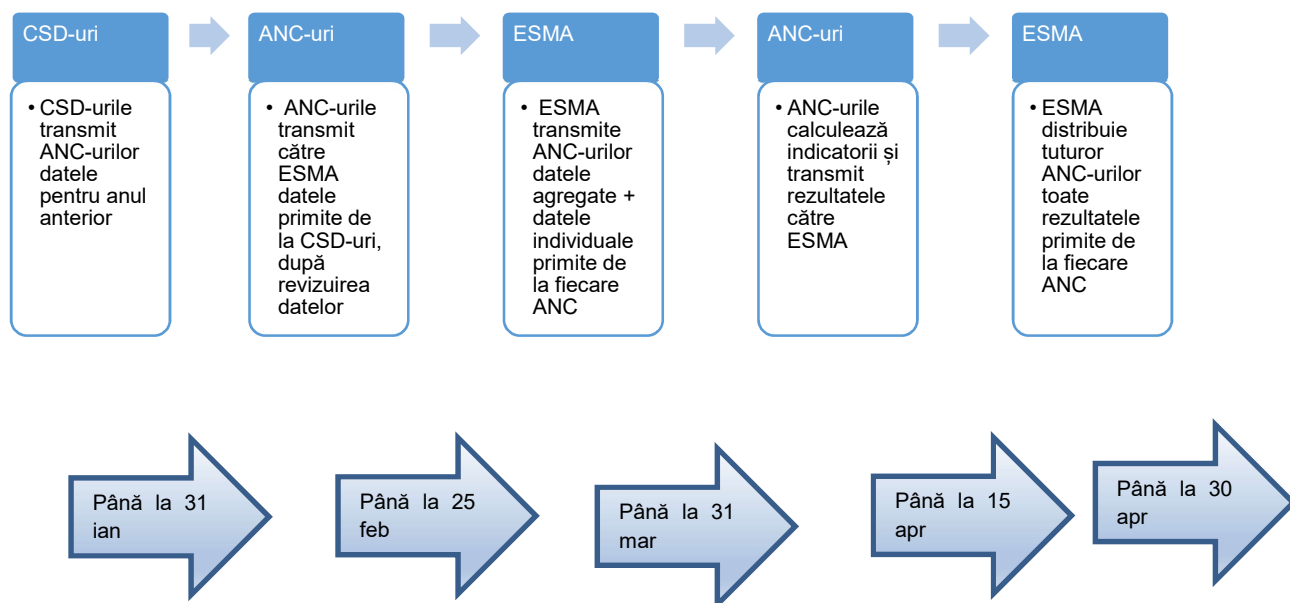 CSD-uri
• CSD-urile
transmit
ANC-urilor
datele
pentru anul
anterior
ANC-uri
• ANC-urile
transmit
către
ESMA
datele
primite de
la CSD-uri,
după
revizuirea
datelor
ESMA
• ESMA
transmite
ANC-urilor
datele
agregate +
datele
individuale
primite de
la fiecare
ANC
ANC-uri
• ANC-urile
calculează
indicatorii și
transmit
rezultatele
către
ESMA
ESMA
• ESMA
distribuie
tuturor
ANC-urilor
toate
rezultatele
primite de
la fiecare
ANC
Până la 31
ian
Până la 25
feb
Până la 31
mar
Până la 15
apr
Până la 30
apr